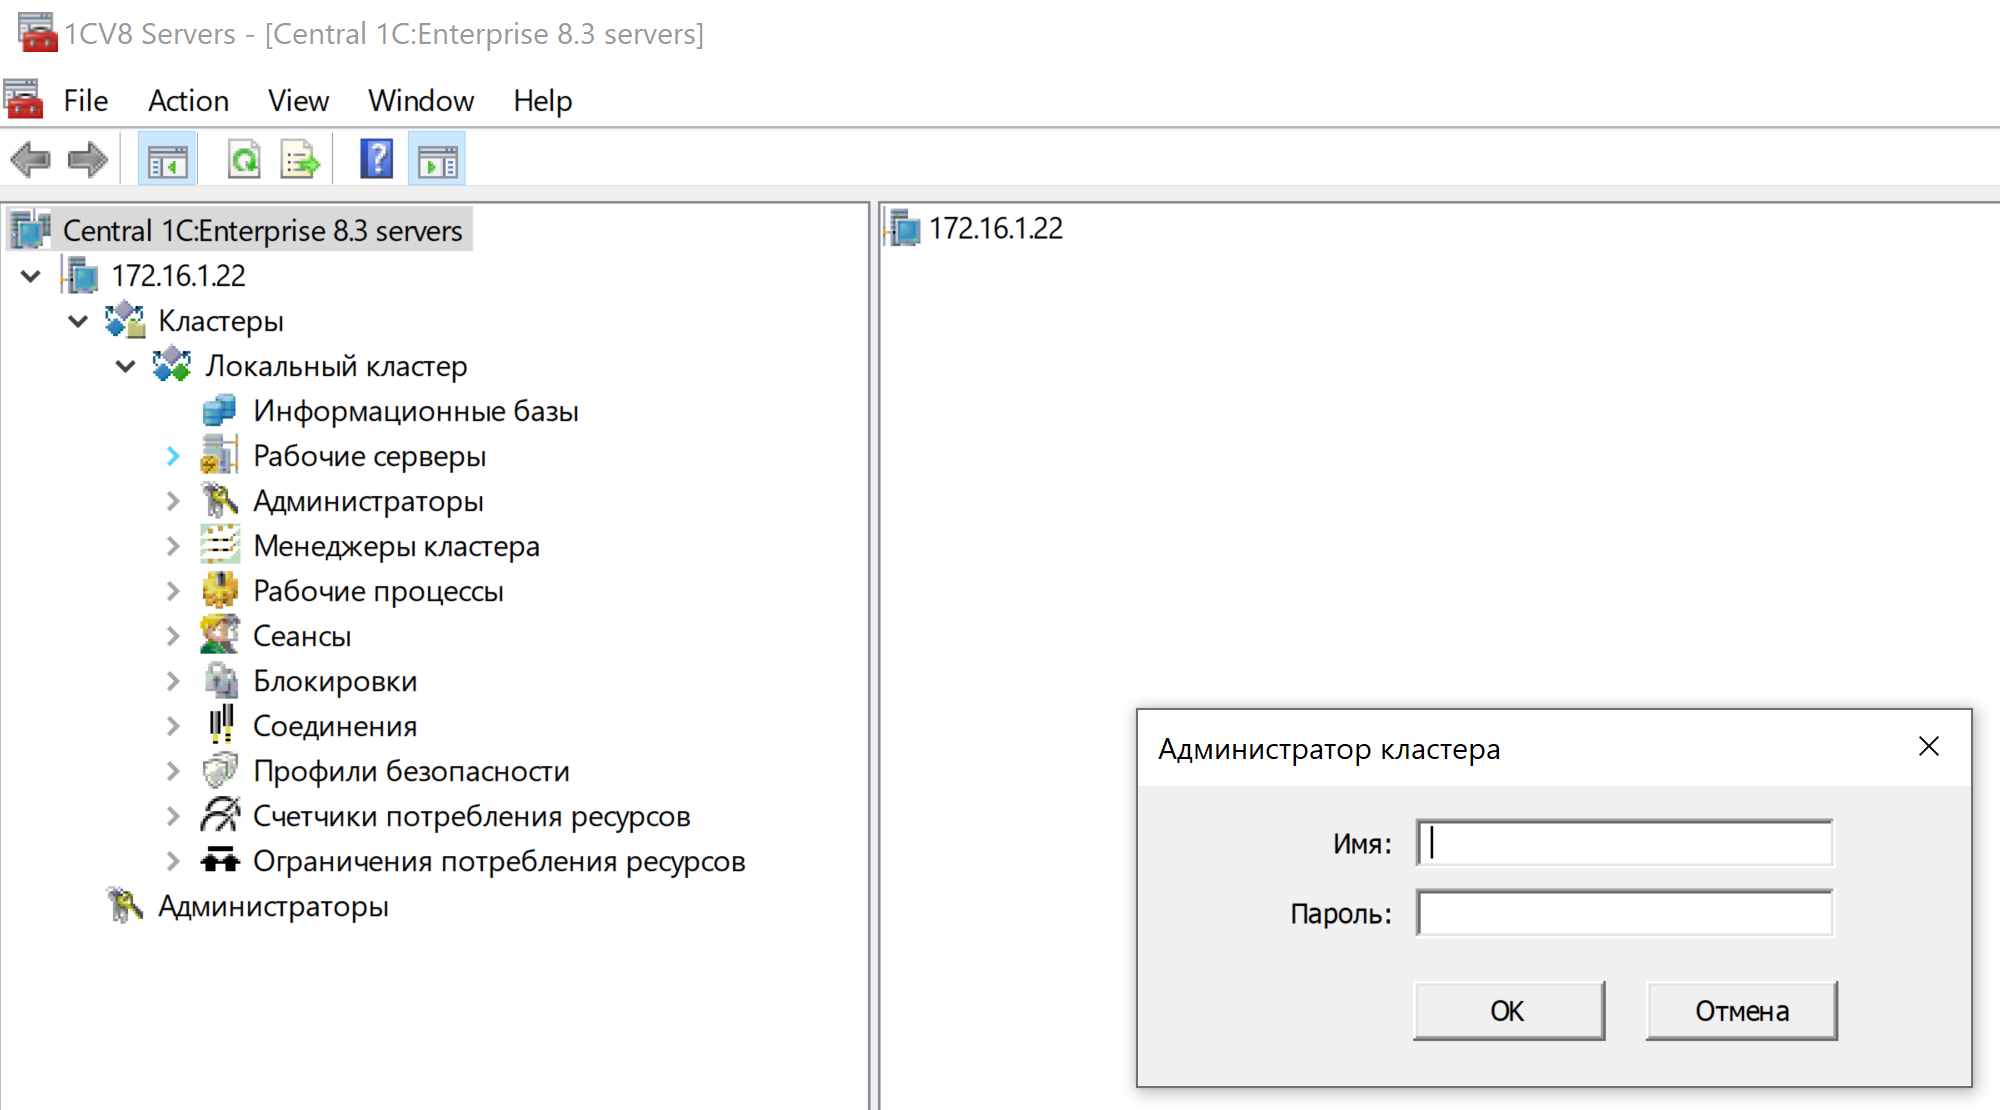 1CV8 Servers - [Central 1C:Enterprise 8.3 servers]
File Action View Window Help
Central 1C:Enterprise 8.3 servers
172.16.1.22
Кластеры
Локальный кластер
Информационные базы
Рабочие серверы
Администраторы
Менеджеры кластера
Рабочие процессы
Сеансы
Блокировки
Соединения
Профили безопасности
Счетчики потребления ресурсов
Ограничения потребления ресурсов
Администраторы
172.16.1.22
Администратор кластера
Имя:
Пароль:
OK Отмена